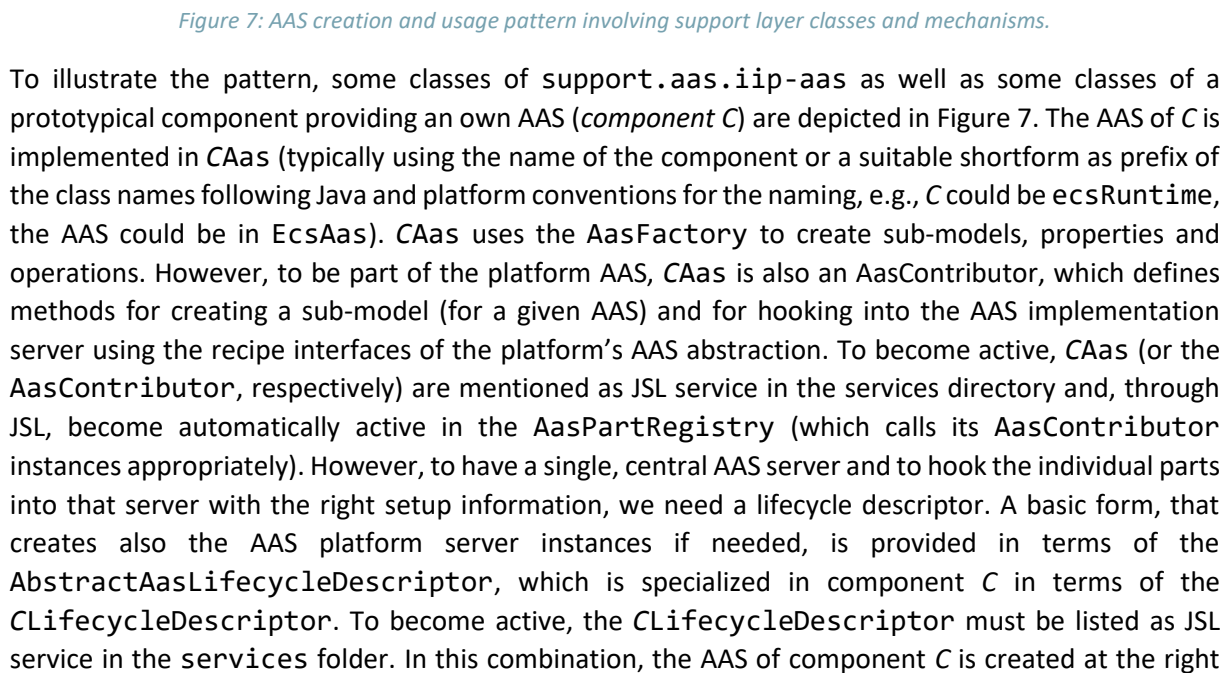 Figure 7: AAS creation and usage pattern involving support layer classes and mechanisms.
To illustrate the pattern, some classes of support.aas.iip-aas as well as some classes of a
prototypical component providing an own AAS (component C) are depicted in Figure 7. The AAS of C is
implemented in CAas (typically using the name of the component or a suitable shortform as prefix of
the class names following Java and platform conventions for the naming, e.g., C could be ecsRuntime,
the AAS could be in EcsAas). CAas uses the AasFactory to create sub-models, properties and
operations. However, to be part of the platform AAS, CAas is also an AasContributor, which defines
methods for creating a sub-model (for a given AAS) and for hooking into the AAS implementation
server using the recipe interfaces of the platform’s AAS abstraction. To become active, CAas (or the
AasContributor, respectively) are mentioned as JSL service in the services directory and, through
JSL, become automatically active in the AasPartRegistry (which calls its AasContributor
instances appropriately). However, to have a single, central AAS server and to hook the individual parts
into that server with the right setup information, we need a lifecycle descriptor. A basic form, that
creates also the AAS platform server instances if needed, is provided in terms of the
AbstractAasLifecycleDescriptor, which is specialized in component C in terms of the
CLifecycleDescriptor. To become active, the CLifecycleDescriptor must be listed as JSL
service in the services folder. In this combination, the AAS of component C is created at the right